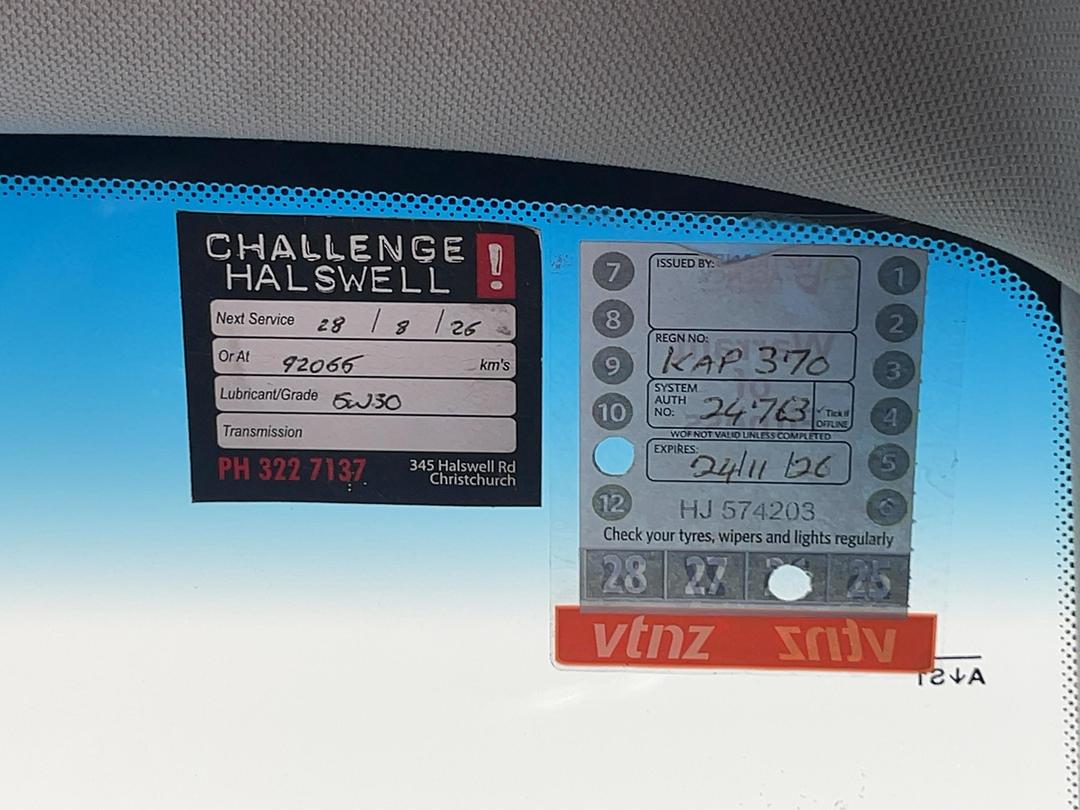 CHALLENGE !
HALSWELL
Next Service 28 / 8 / 26
Or At 92066 km's
Lubricant/Grade 5W30
Transmission
PH 322 7137
345 Halswell Rd
Christchurch
7 ISSUED BY: 1
8 2
REGN NO:
9 KAP 370 3
SYSTEM
AUTH
NO: 24763
✓ Tick if
OFFLINE
10 4
WOF NOT VALID UNLESS COMPLETED
EXPIRES: 24/11/26 5
12 HJ 574203 6
Check your tyres, wipers and lights regularly
28 27 25
vtnz vtnz